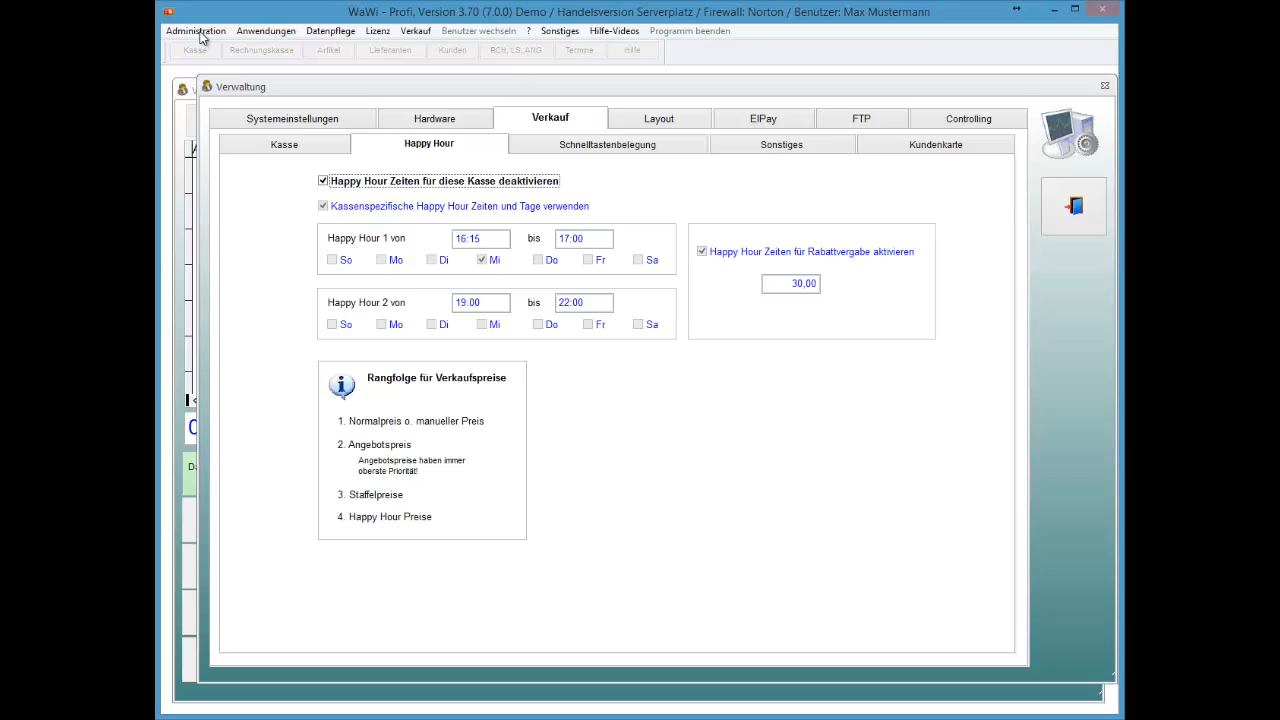 WaWi - Profi, Version 3.70 (7.0.0) Demo / Handelsversion Serverplatz / Firewall: Norton / Benutzer: Max Mustermann
Administration Anwendungen Datenpflege Lizenz Verkauf Benutzer wechseln ? Sonstiges Hilfe-Videos Programm beenden
Kasse Rechnungskasse Artikel Lieferanten Kunden RCH, LS, ANG Termine Hilfe
Verwaltung
Systemeinstellungen Hardware Verkauf Layout ElPay FTP Controlling
Kasse Happy Hour Schnelltastenbelegung Sonstiges Kundenkarte
Happy Hour Zeiten für diese Kasse deaktivieren
Kassenspezifische Happy Hour Zeiten und Tage verwenden
Happy Hour 1 von 16:15 bis 17:00
So Mo Di Mi Do Fr Sa
Happy Hour Zeiten für Rabattvergabe aktivieren
30,00
Happy Hour 2 von 19:00 bis 22:00
So Mo Di Mi Do Fr Sa
Rangfolge für Verkaufspreise
1. Normalpreis o. manueller Preis
2. Angebotspreis
Angebotspreise haben immer
oberste Priorität!
3. Staffelpreise
4. Happy Hour Preise